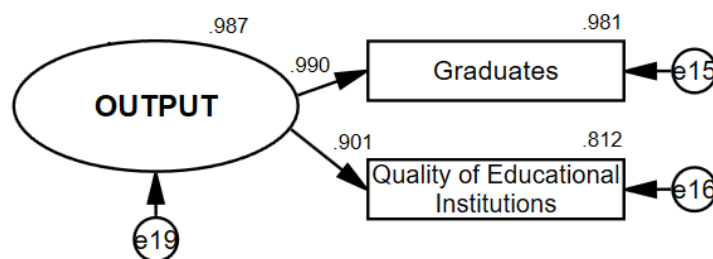 .987
.981
.990
Graduates
e15
OUTPUT
.901
.812
Quality of Educational
Institutions
e16
e19